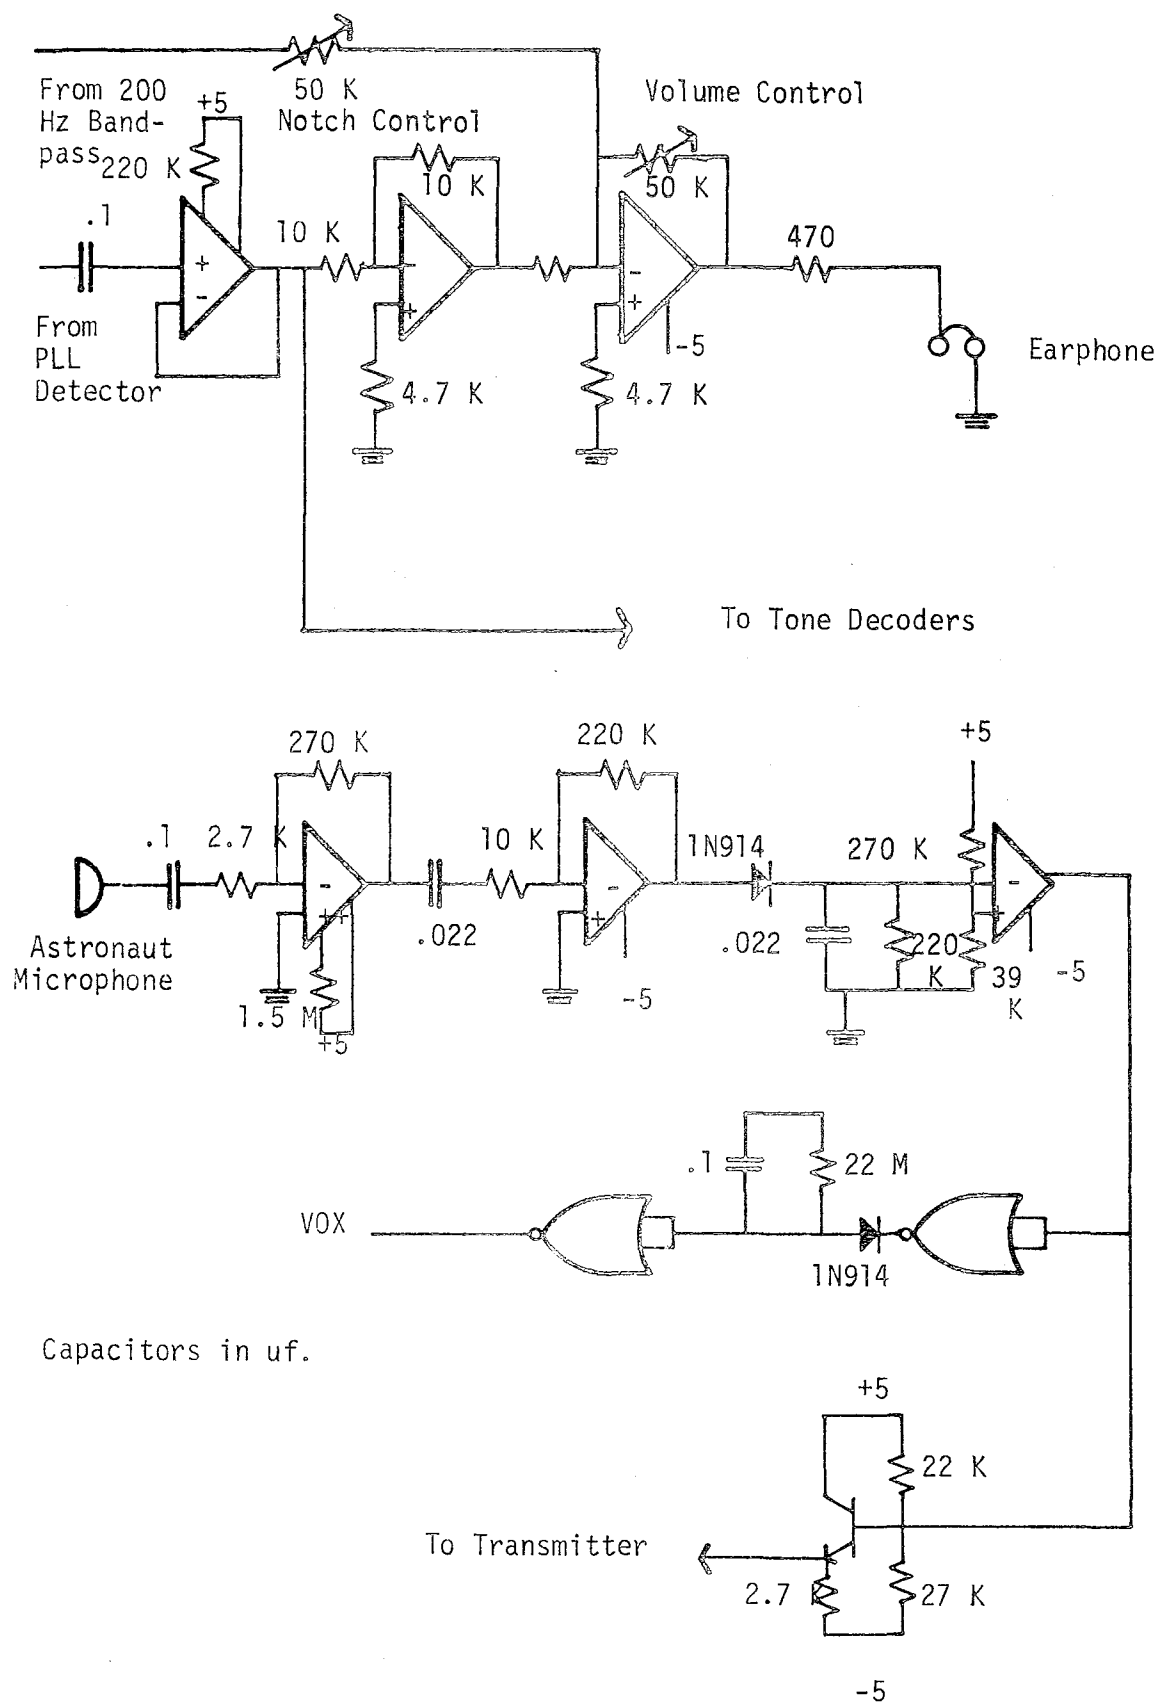 From 200
Hz Band-
pass
+5
220 K
50 K
Notch Control
Volume Control
.1
10 K
10 K
50 K
470
+
-
-
+
-
+
From
PLL
Detector
4.7 K
4.7 K
-5
Earphone
To Tone Decoders
270 K
220 K
+5
.1
2.7 K
10 K
1N914
270 K
-
++
-
+
-
+
Astronaut
Microphone
.022
.022
220
K
39
K
-5
-5
1.5 M
+5
.1
22 M
VOX
1N914
Capacitors in uf.
+5
22 K
To Transmitter
2.7 K
27 K
-5